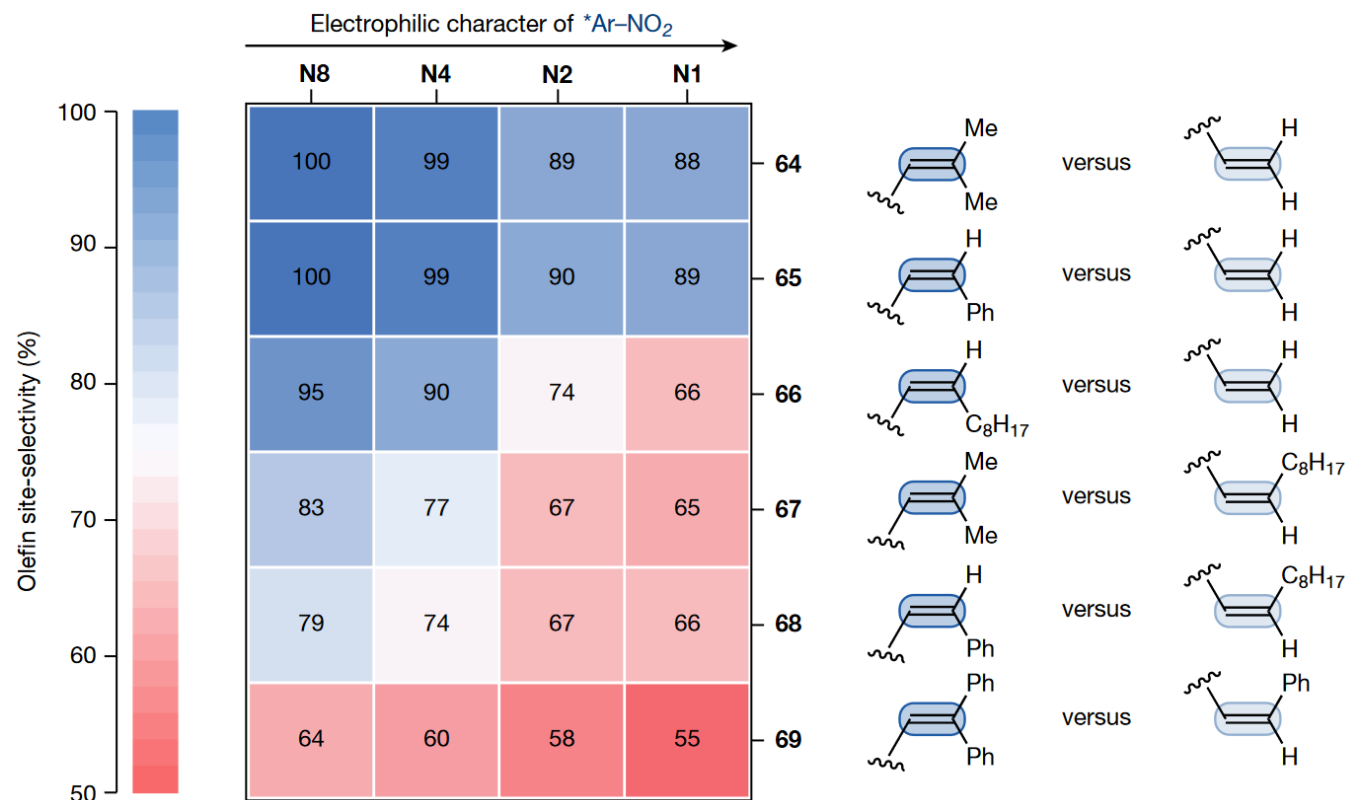 Electrophilic character of *Ar–NO2
N8 N4 N2 N1
Olefin site-selectivity (%)
100
90
80
70
60
50
100 99 89 88 64
100 99 90 89 65
95 90 74 66 66
83 77 67 65 67
79 74 67 66 68
64 60 58 55 69
Me H
versus
Me H
H H
versus
Ph H
H H
versus
C8H17 H
Me C8H17
versus
Me H
H C8H17
versus
Ph H
Ph Ph
versus
Ph H